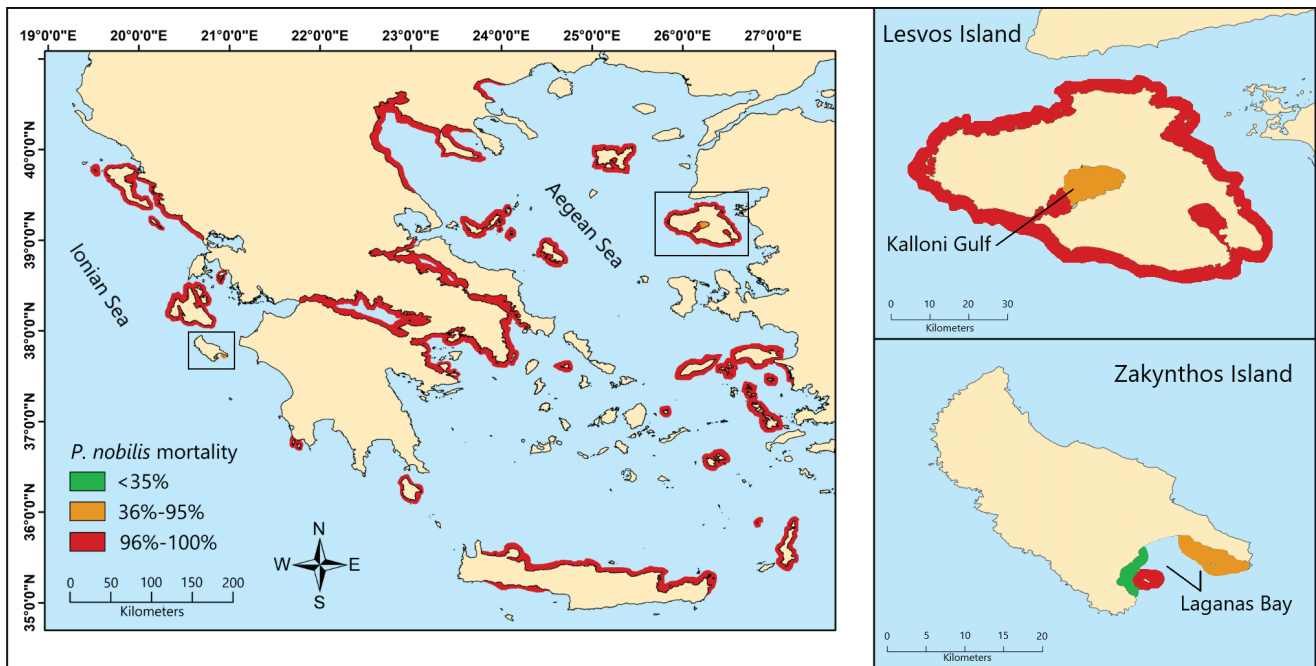 19°0'0"E 20°0'0"E 21°0'0"E 22°0'0"E 23°0'0"E 24°0'0"E 25°0'0"E 26°0'0"E 27°0'0"E
40°0'0"N
39°0'0"N
38°0'0"N
37°0'0"N
36°0'0"N
35°0'0"N
Ionian Sea
Aegean Sea
P. nobilis mortality
<35%
36%-95%
96%-100%
0 50 100 150 200
Kilometers
N
W E
S
Lesvos Island
Kalloni Gulf
0 10 20 30
Kilometers
Zakynthos Island
Laganas Bay
0 5 10 15 20
Kilometers